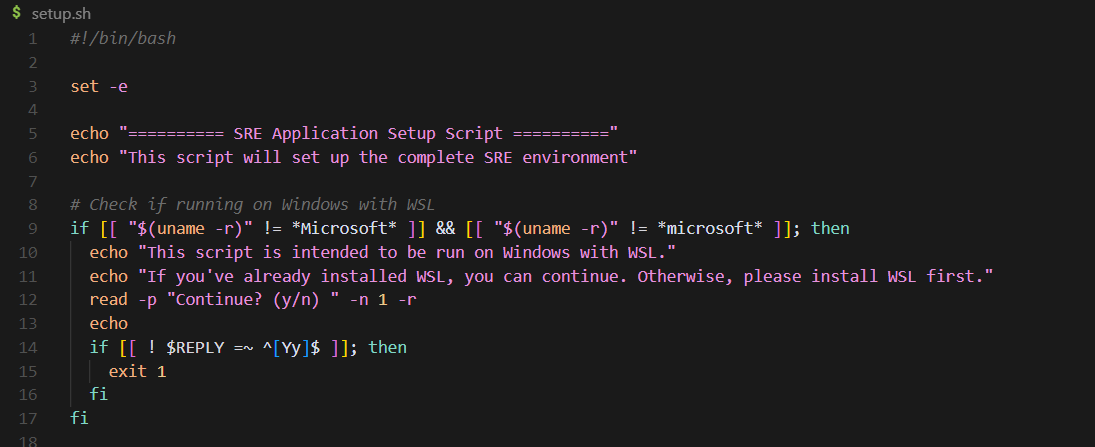 $ setup.sh
1 #!/bin/bash
2
3 set -e
4
5 echo "========== SRE Application Setup Script =========="
6 echo "This script will set up the complete SRE environment"
7
8 # Check if running on Windows with WSL
9 if [[ "$(uname -r)" != *Microsoft* ]] && [[ "$(uname -r)" != *microsoft* ]]; then
10   echo "This script is intended to be run on Windows with WSL."
11   echo "If you've already installed WSL, you can continue. Otherwise, please install WSL first."
12   read -p "Continue? (y/n) " -n 1 -r
13   echo
14   if [[ ! $REPLY =~ ^[Yy]$ ]]; then
15     exit 1
16   fi
17 fi
18